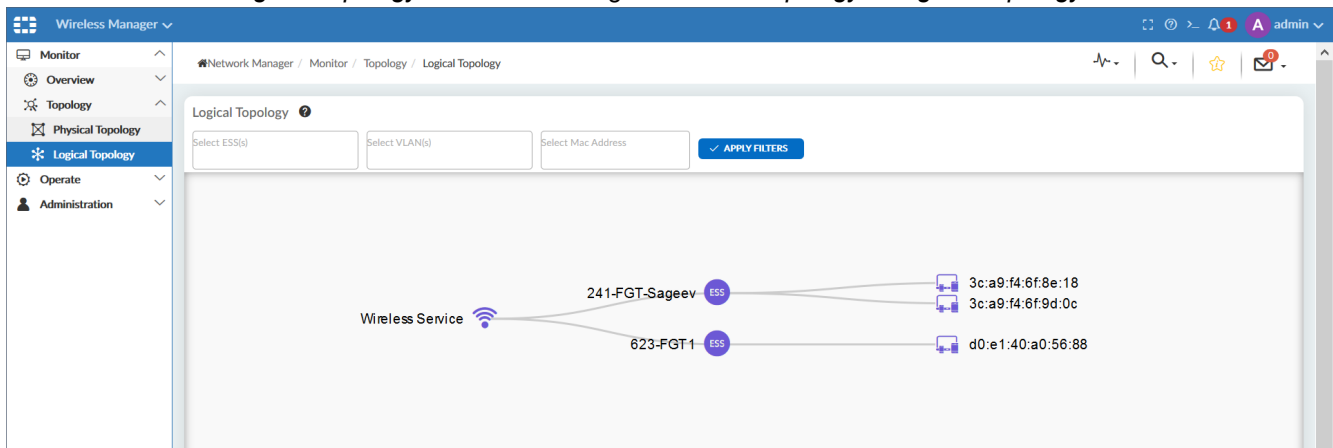 Wireless Manager
1
A
admin
Monitor
Overview
Topology
Physical Topology
Logical Topology
Operate
Administration
Network Manager / Monitor / Topology / Logical Topology
0
Logical Topology
Select ESS(s)
Select VLAN(s)
Select Mac Address
APPLY FILTERS
Wireless Service
241-FGT-Sageev
ESS
623-FGT1
ESS
3c:a9:f4:6f:8e:18
3c:a9:f4:6f:9d:0c
d0:e1:40:a0:56:88